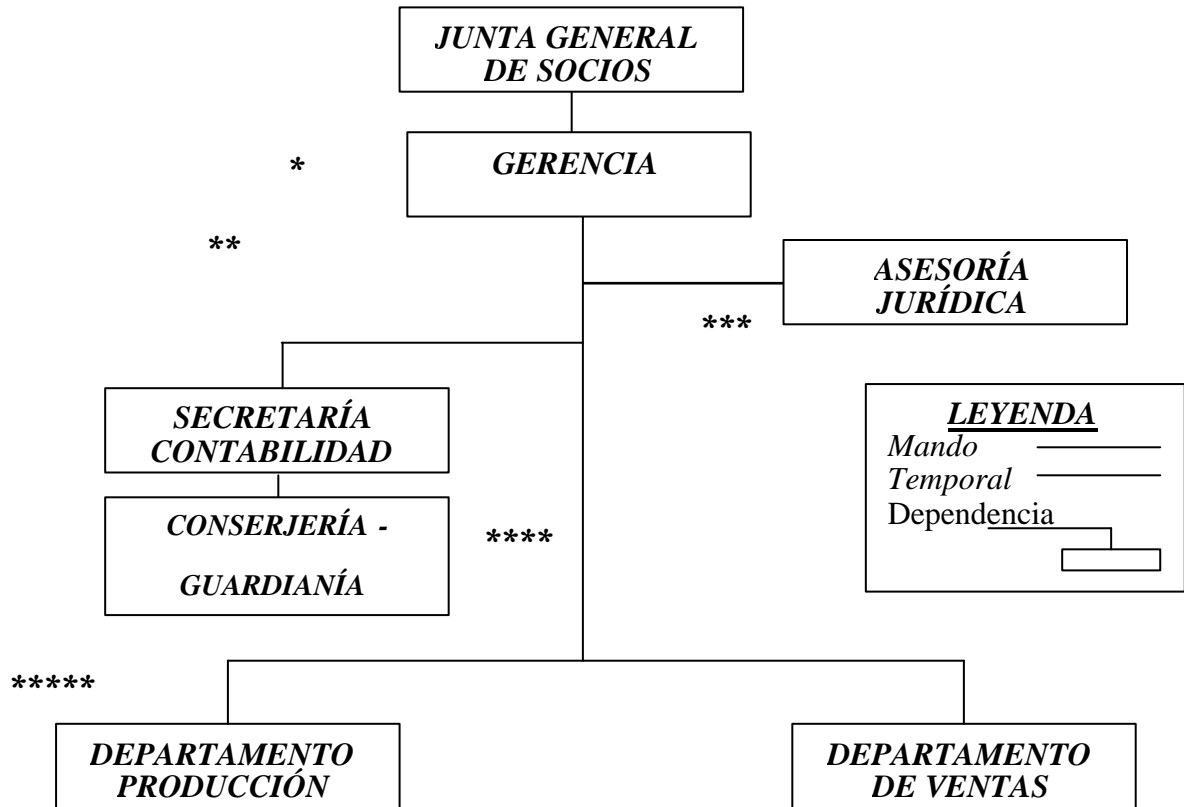 JUNTA GENERAL
DE SOCIOS
*
GERENCIA
**
ASESORÍA
JURÍDICA
***
SECRETARÍA
CONTABILIDAD
LEYENDA
Mando
Temporal
Dependencia
CONSERJERÍA -
GUARDIANÍA
****
*****
DEPARTAMENTO
PRODUCCIÓN
DEPARTAMENTO
DE VENTAS